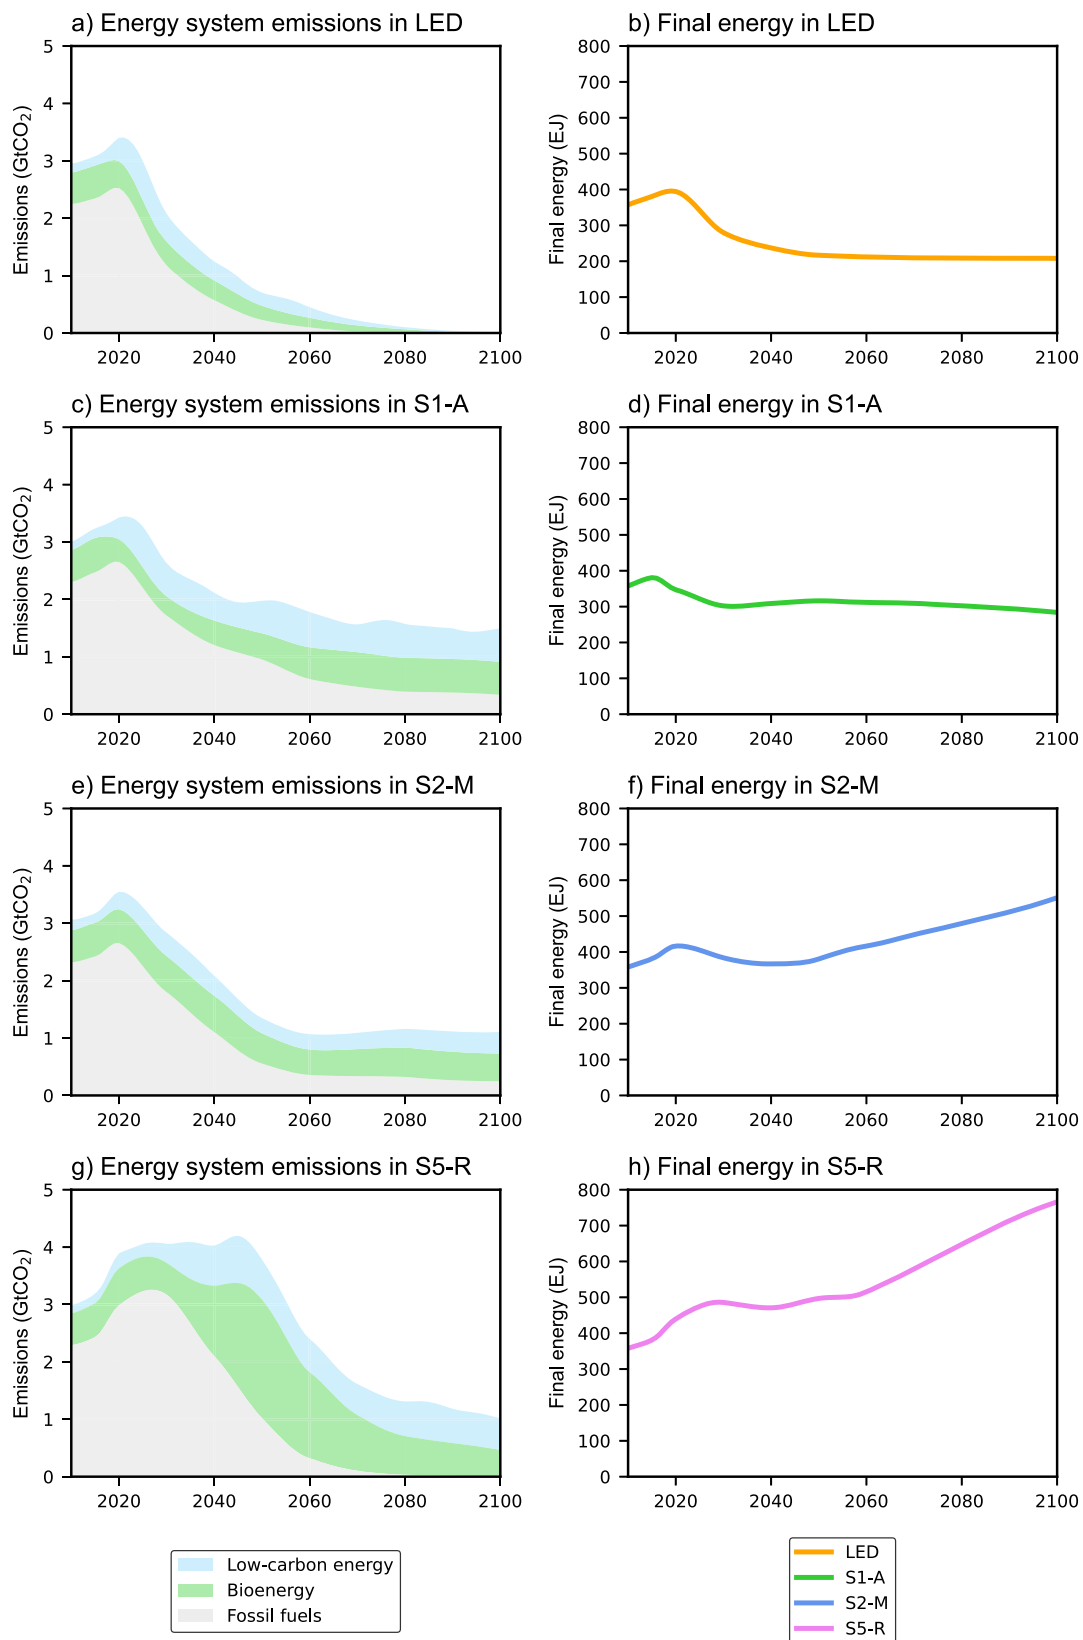 a) Energy system emissions in LED
b) Final energy in LED
Emissions (GtCO₂)
5
4
3
2
1
0
2020 2040 2060 2080 2100
Final energy (EJ)
800
700
600
500
400
300
200
100
0
2020 2040 2060 2080 2100
c) Energy system emissions in S1-A
d) Final energy in S1-A
Emissions (GtCO₂)
5
4
3
2
1
0
2020 2040 2060 2080 2100
Final energy (EJ)
800
700
600
500
400
300
200
100
0
2020 2040 2060 2080 2100
e) Energy system emissions in S2-M
f) Final energy in S2-M
Emissions (GtCO₂)
5
4
3
2
1
0
2020 2040 2060 2080 2100
Final energy (EJ)
800
700
600
500
400
300
200
100
0
2020 2040 2060 2080 2100
g) Energy system emissions in S5-R
h) Final energy in S5-R
Emissions (GtCO₂)
5
4
3
2
1
0
2020 2040 2060 2080 2100
Final energy (EJ)
800
700
600
500
400
300
200
100
0
2020 2040 2060 2080 2100
Low-carbon energy
Bioenergy
Fossil fuels
LED
S1-A
S2-M
S5-R